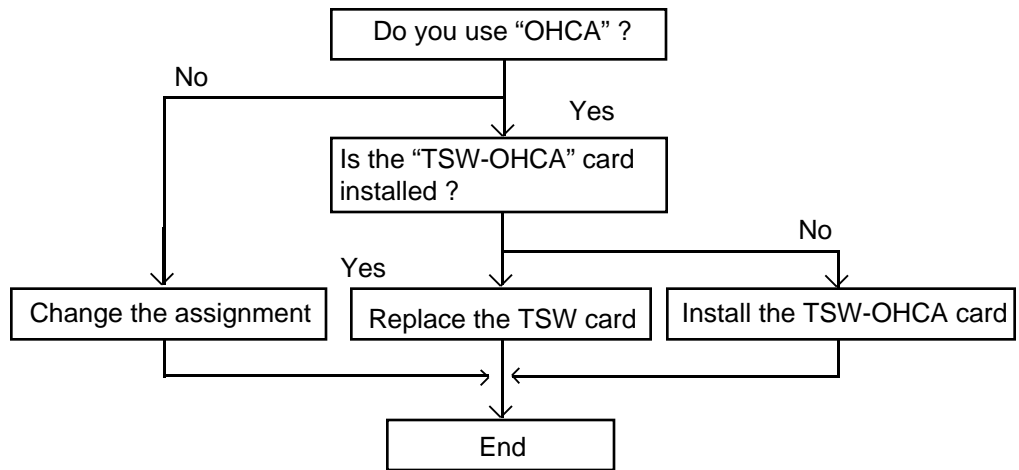 Do you use “OHCA” ?
No
Yes
Is the “TSW-OHCA” card
installed ?
No
Yes
Change the assignment
Replace the TSW card
Install the TSW-OHCA card
End